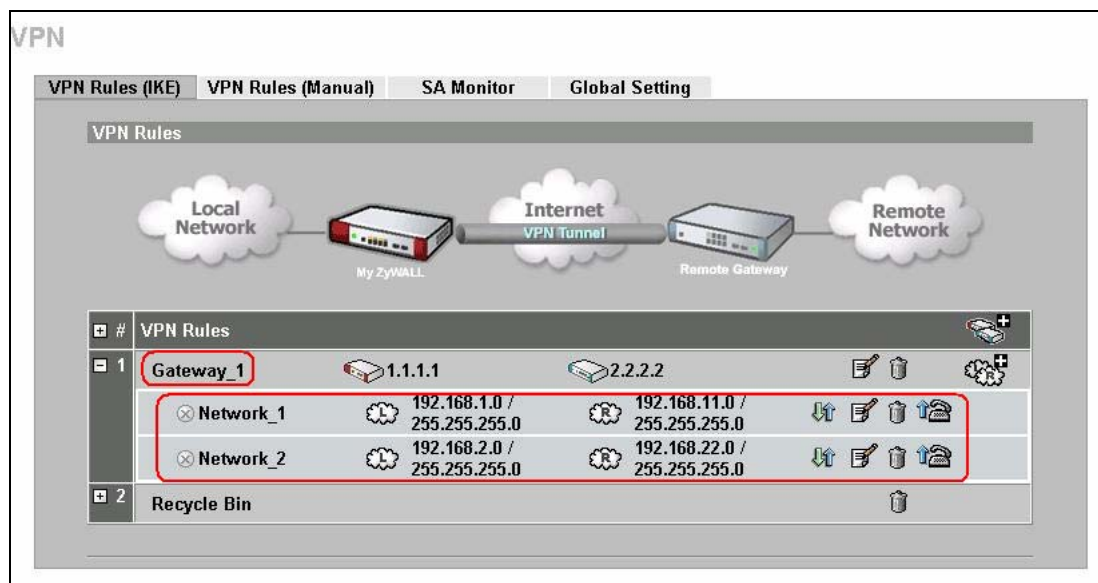 VPN
VPN Rules (IKE) VPN Rules (Manual) SA Monitor Global Setting
VPN Rules
Local
Network
Internet
VPN Tunnel
Remote
Network
My ZyWALL
Remote Gateway
# VPN Rules
1 Gateway_1 1.1.1.1 2.2.2.2
R
Network_1 L 192.168.1.0 / 255.255.255.0 R 192.168.11.0 / 255.255.255.0
Network_2 L 192.168.2.0 / 255.255.255.0 R 192.168.22.0 / 255.255.255.0
2 Recycle Bin